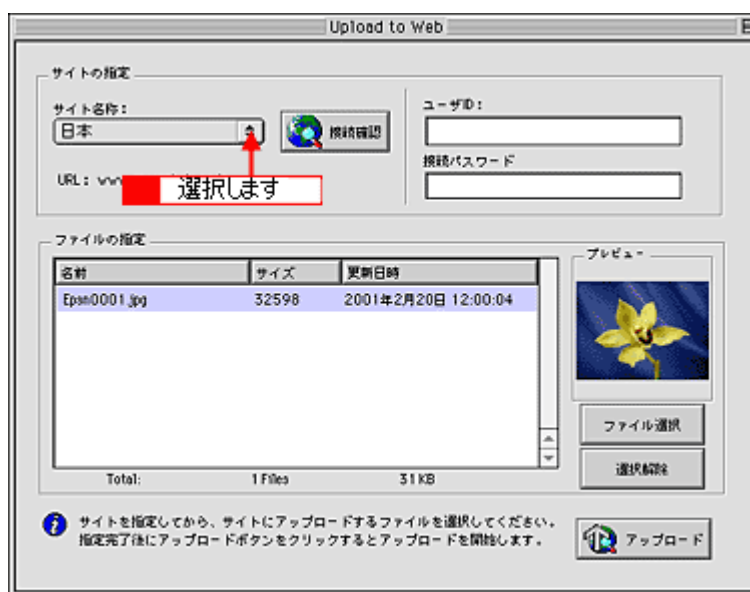 Upload to Web
サイトの指定
サイト名称：
日本
接続確認
ユーザID：
接続パスワード
URL： www
選択します
ファイルの指定
名前 サイズ 更新日時
Epsn0001.jpg 32598 2001年2月20日 12:00:04
Total: 1 Files 31 KB
プレビュー
ファイル選択
選択解除
サイトを指定してから、サイトにアップロードするファイルを選択してください。
指定完了後にアップロードボタンをクリックするとアップロードを開始します。
アップロード